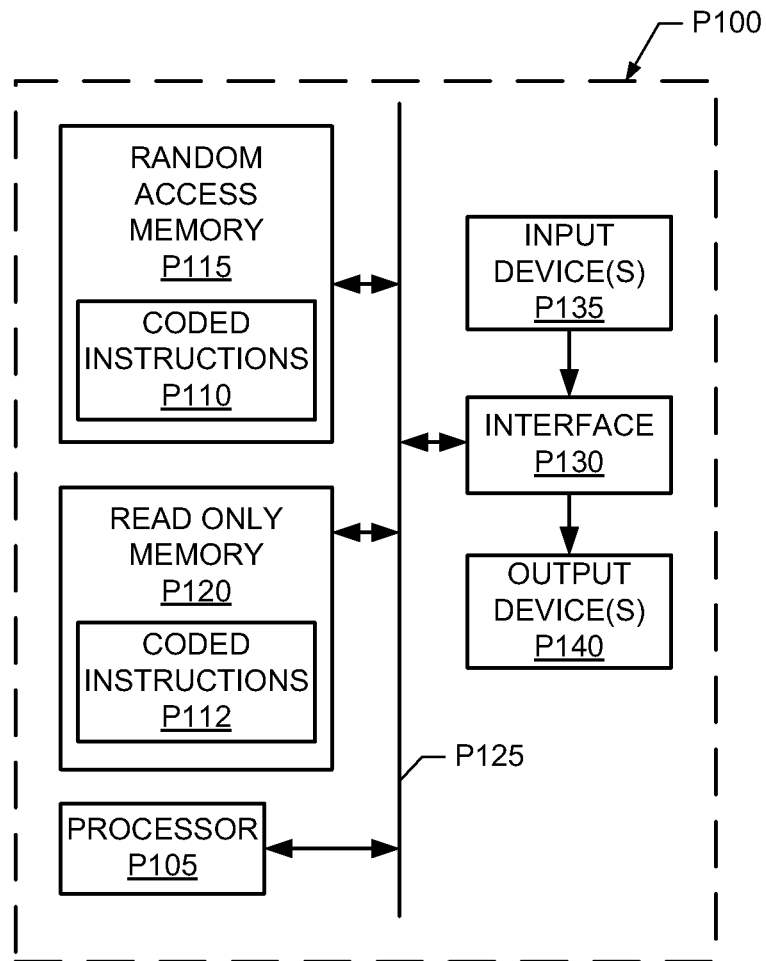 P100
RANDOM
ACCESS
MEMORY
P115
CODED
INSTRUCTIONS
P110
READ ONLY
MEMORY
P120
CODED
INSTRUCTIONS
P112
PROCESSOR
P105
INPUT
DEVICE(S)
P135
INTERFACE
P130
OUTPUT
DEVICE(S)
P140
P125